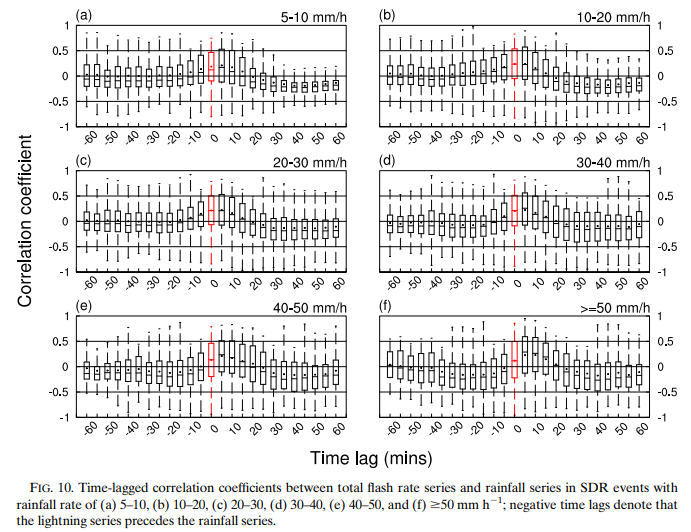 (a) 5-10 mm/h (b) 10-20 mm/h
1 1
0.5 0.5
0 0
-0.5 -0.5
-1 -1
-60 -50 -40 -30 -20 -10 0 10 20 30 40 50 60 -60 -50 -40 -30 -20 -10 0 10 20 30 40 50 60
(c) 20-30 mm/h (d) 30-40 mm/h
1 1
0.5 0.5
0 0
-0.5 -0.5
-1 -1
-60 -50 -40 -30 -20 -10 0 10 20 30 40 50 60 -60 -50 -40 -30 -20 -10 0 10 20 30 40 50 60
(e) 40-50 mm/h (f) >=50 mm/h
1 1
0.5 0.5
0 0
-0.5 -0.5
-1 -1
-60 -50 -40 -30 -20 -10 0 10 20 30 40 50 60 -60 -50 -40 -30 -20 -10 0 10 20 30 40 50 60
Correlation coefficient
Time lag (mins)
FIG. 10. Time-lagged correlation coefficients between total flash rate series and rainfall series in SDR events with
rainfall rate of (a) 5–10, (b) 10–20, (c) 20–30, (d) 30–40, (e) 40–50, and (f) ≥50 mm h⁻¹; negative time lags denote that
the lightning series precedes the rainfall series.